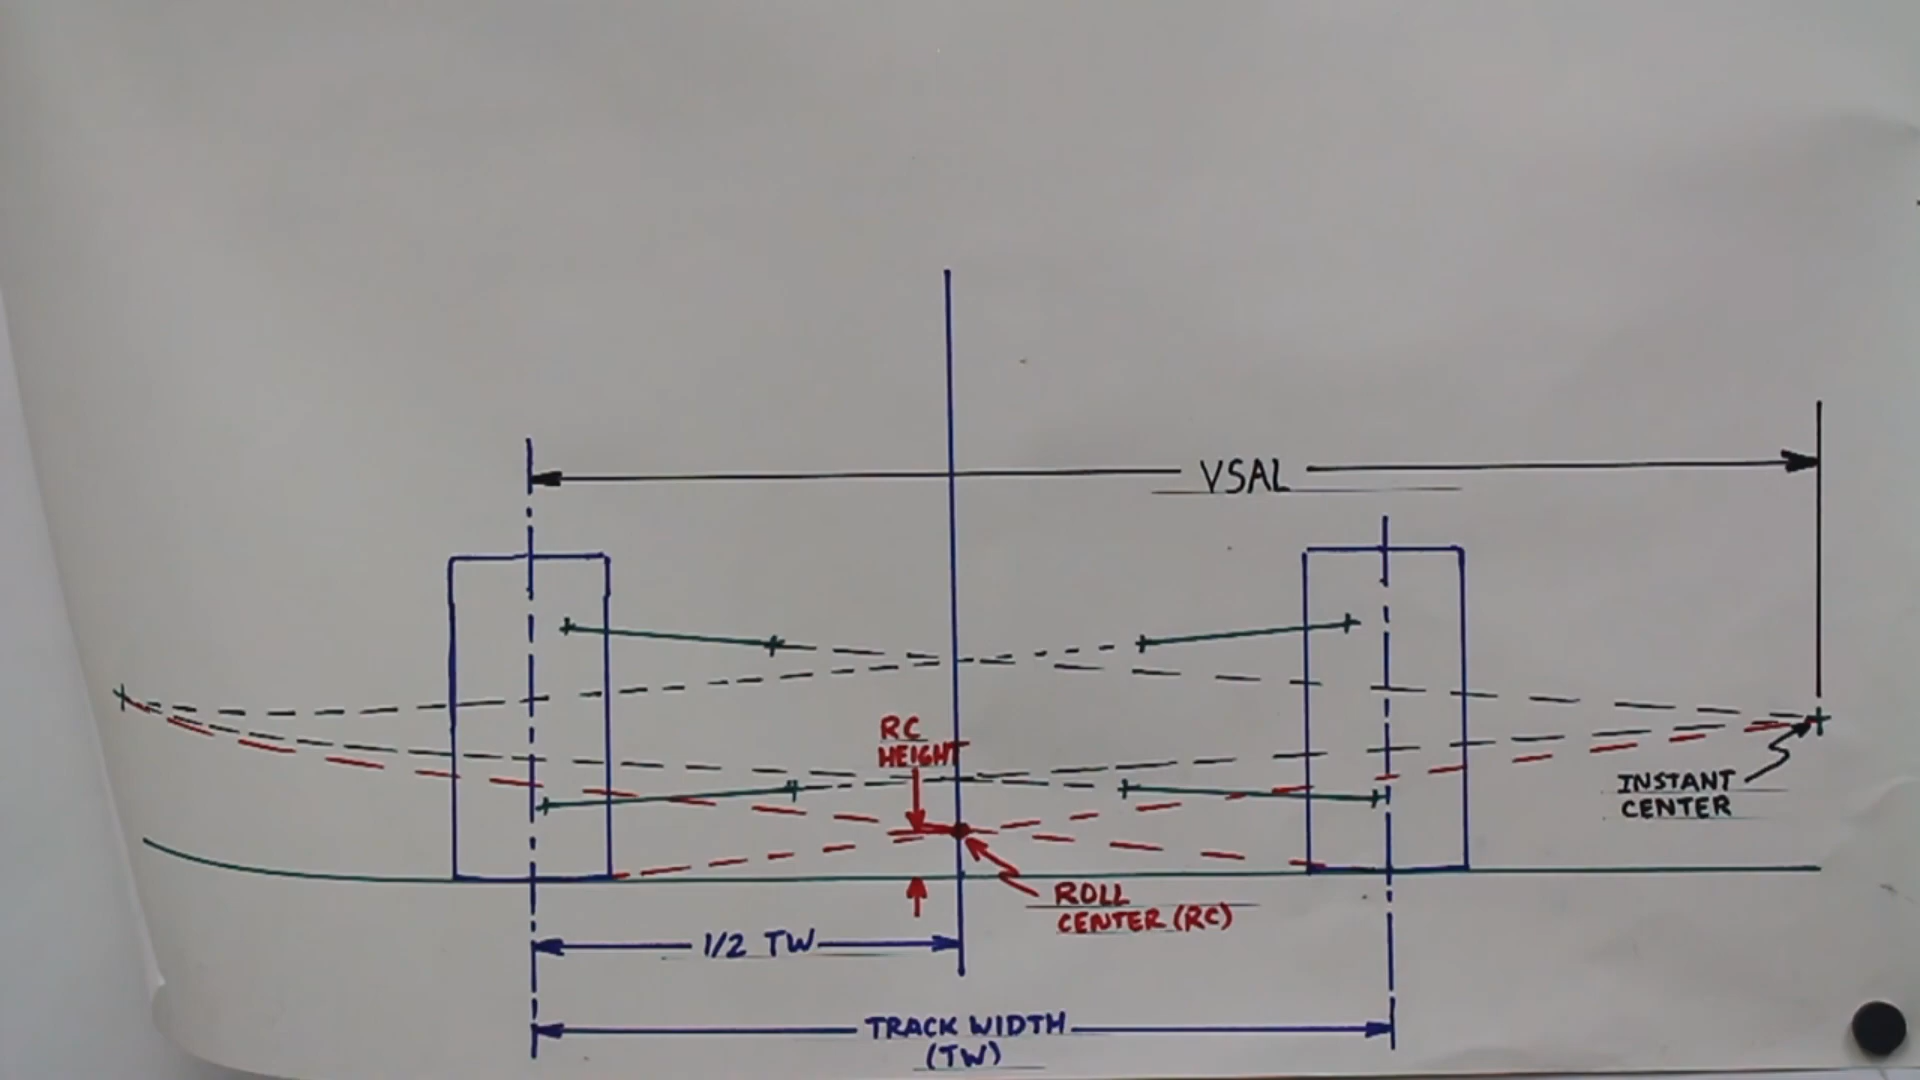 VSAL
RC
HEIGHT
INSTANT
CENTER
ROLL
CENTER (RC)
1/2 TW
TRACK WIDTH
(TW)